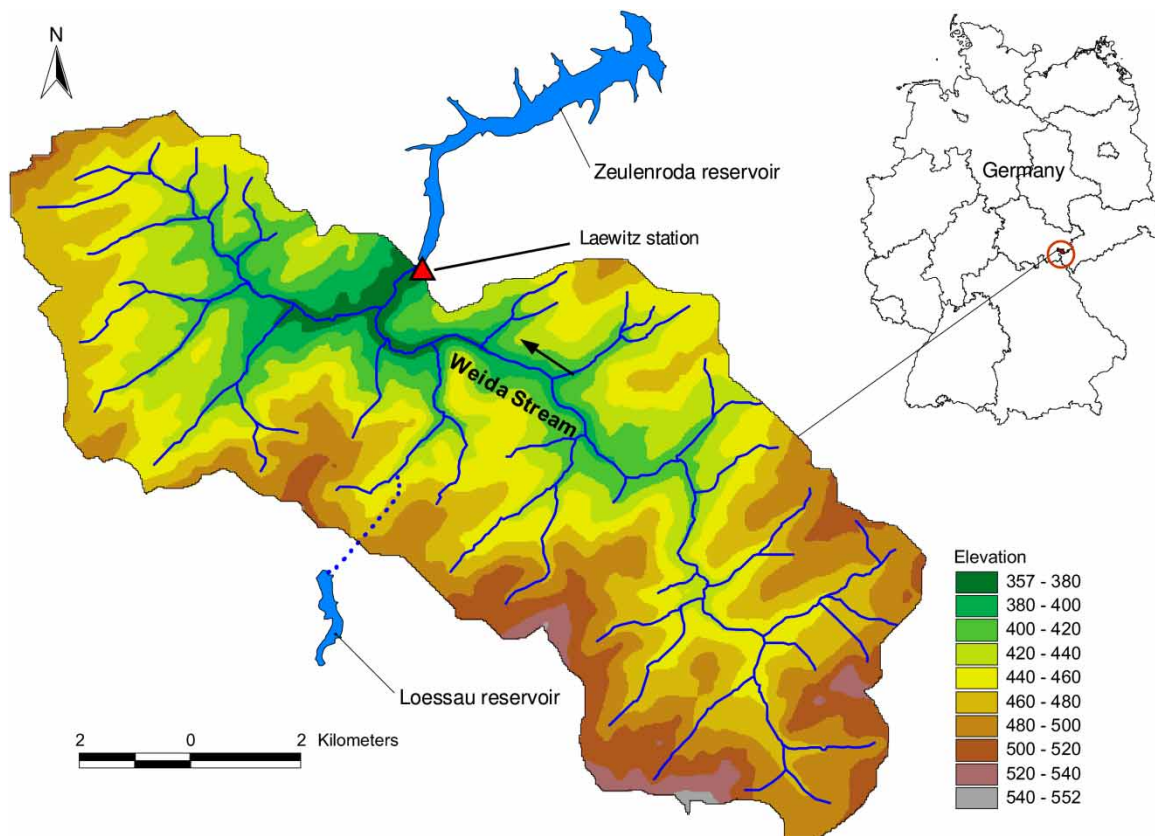 N
Zeulenroda reservoir
Germany
Laewitz station
Weida Stream
Loessau reservoir
2 0 2 Kilometers
Elevation
357 - 380
380 - 400
400 - 420
420 - 440
440 - 460
460 - 480
480 - 500
500 - 520
520 - 540
540 - 552